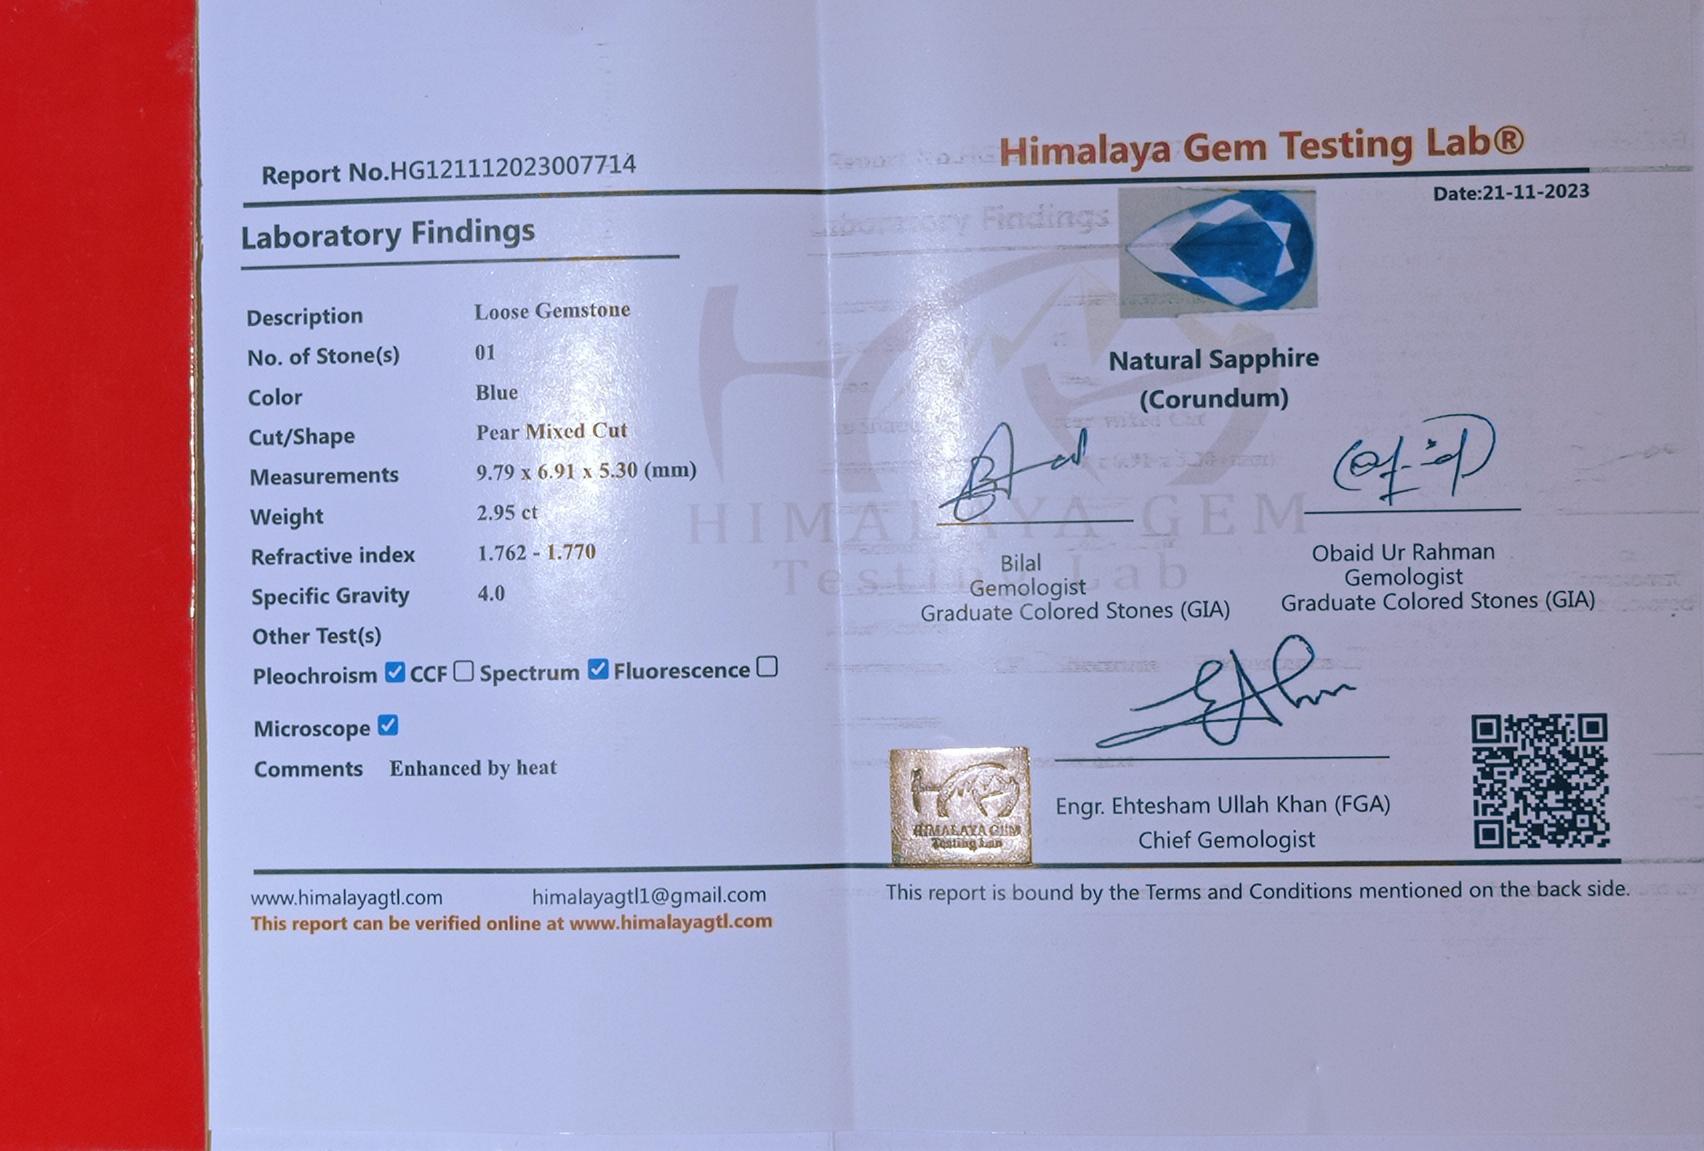 Report No.HG121112023007714
Himalaya Gem Testing Lab®
Date:21-11-2023
Laboratory Findings
Description Loose Gemstone
No. of Stone(s) 01
Color Blue
Cut/Shape Pear Mixed Cut
Measurements 9.79 x 6.91 x 5.30 (mm)
Weight 2.95 ct
Refractive index 1.762 - 1.770
Specific Gravity 4.0
Other Test(s)
Pleochroism CCF Spectrum Fluorescence
Microscope
Comments Enhanced by heat
Natural Sapphire
(Corundum)
HIMALAYA GEM
Testing Lab
Bilal
Gemologist
Graduate Colored Stones (GIA)
Obaid Ur Rahman
Gemologist
Graduate Colored Stones (GIA)
Engr. Ehtesham Ullah Khan (FGA)
Chief Gemologist
HIMALAYA GEM
Testing Lab
www.himalayagtl.com himalayagtl1@gmail.com
This report can be verified online at www.himalayagtl.com
This report is bound by the Terms and Conditions mentioned on the back side.